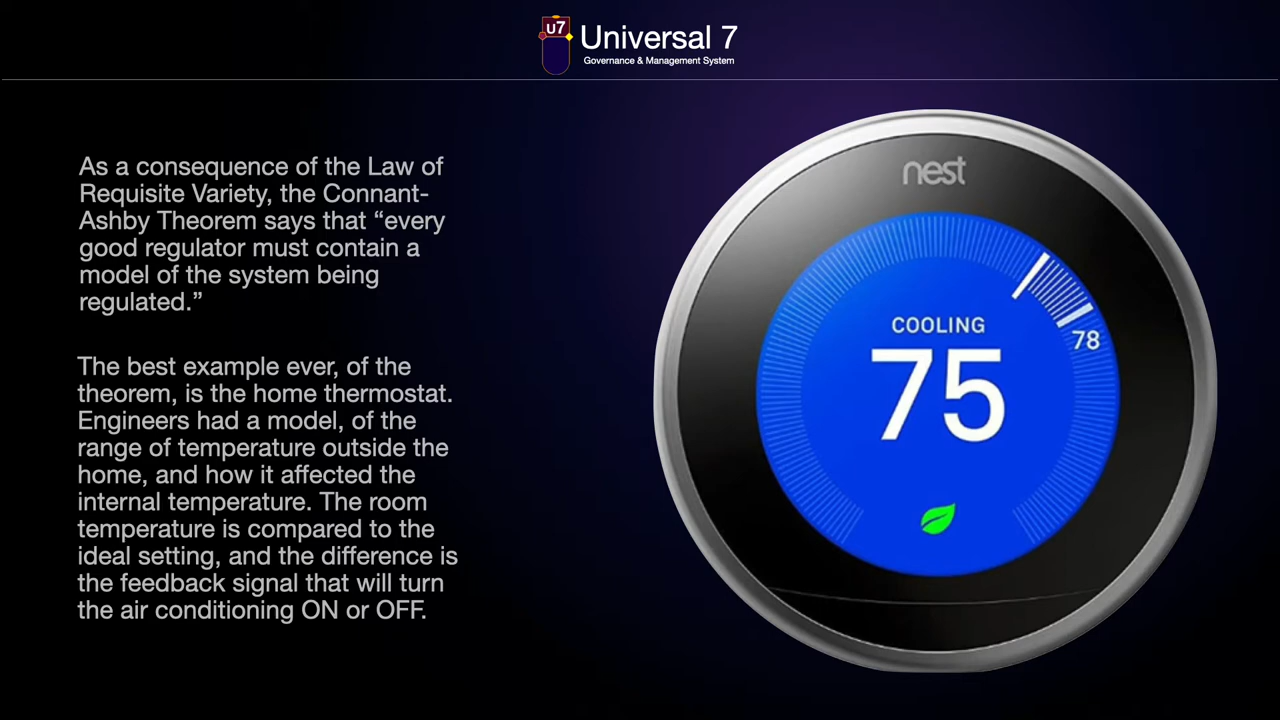 U7
Universal 7
Governance & Management System
As a consequence of the Law of
Requisite Variety, the Connant-
Ashby Theorem says that “every
good regulator must contain a
model of the system being
regulated.”
The best example ever, of the
theorem, is the home thermostat.
Engineers had a model, of the
range of temperature outside the
home, and how it affected the
internal temperature. The room
temperature is compared to the
ideal setting, and the difference is
the feedback signal that will turn
the air conditioning ON or OFF.
nest
COOLING
75
78